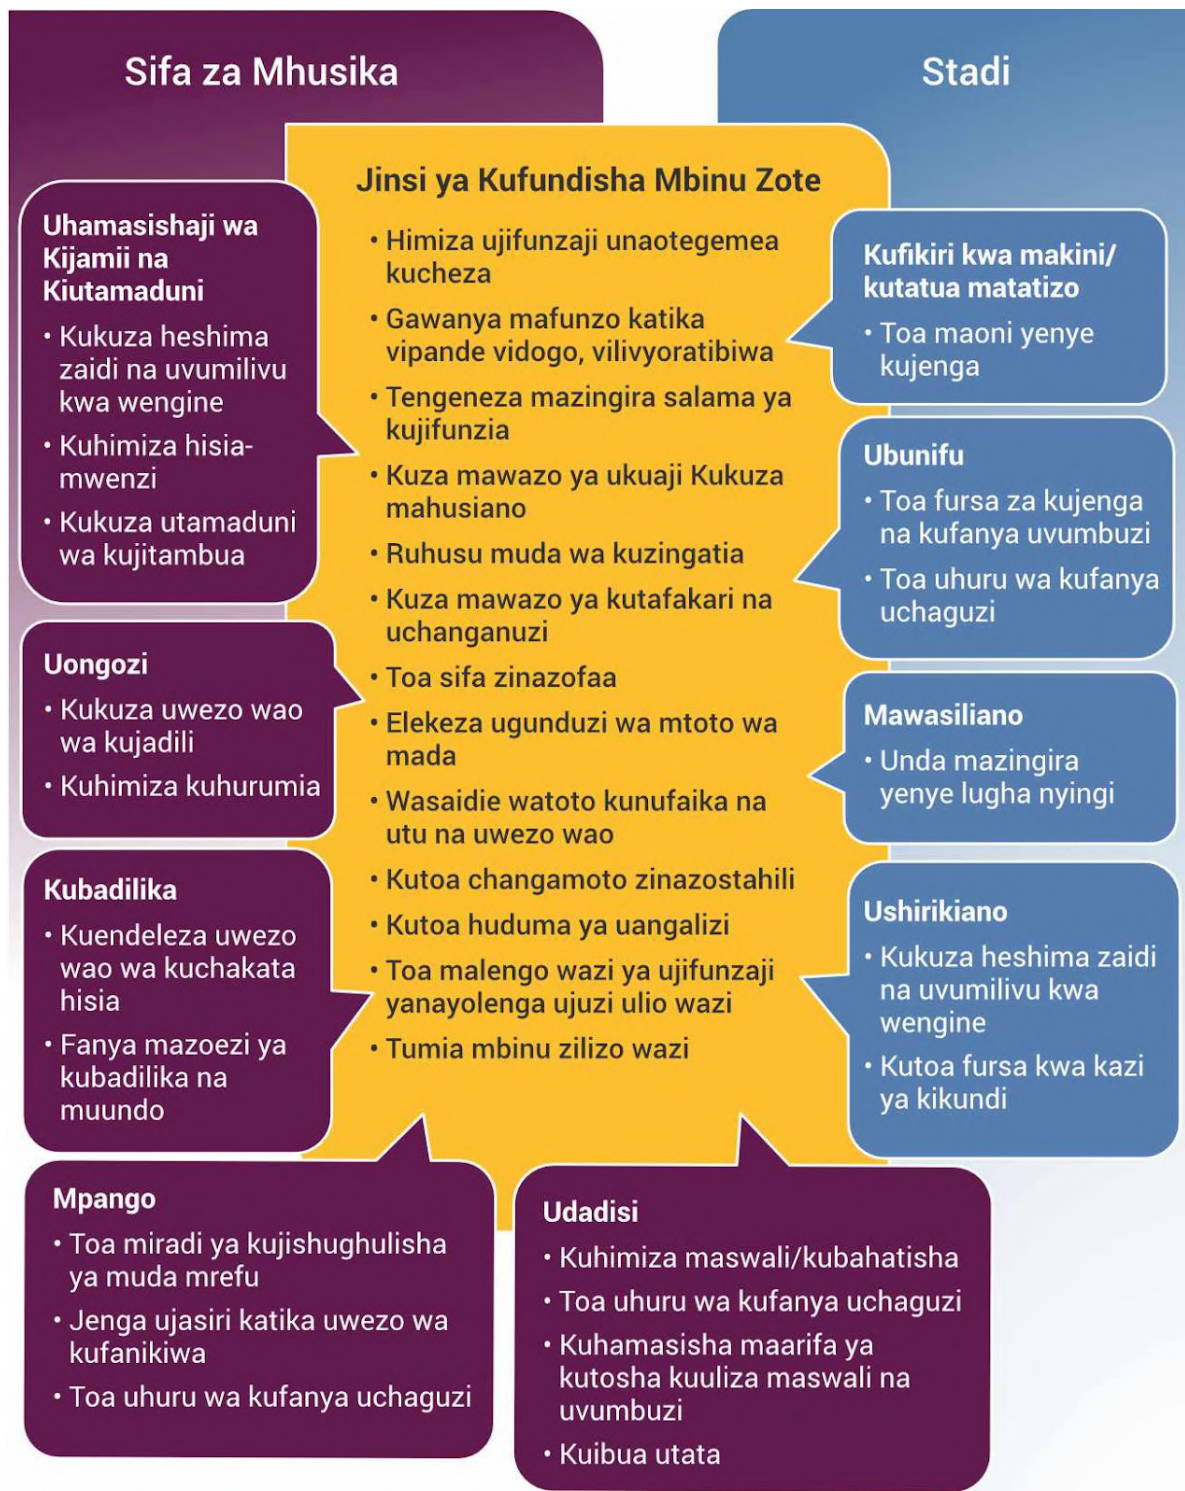 Sifa za Mhusika
Stadi
Jinsi ya Kufundisha Mbinu Zote
• Himiza ujifunzaji unaotegemea
kucheza
• Gawanya mafunzo katika
vipande vidogo, vilivyoratibiwa
• Tengeneza mazingira salama ya
kujifunzia
• Kuza mawazo ya ukuaji Kukuza
mahusiano
• Ruhusu muda wa kuzingatia
• Kuza mawazo ya kutafakari na
uchanganuzi
• Toa sifa zinazofaa
• Elekeza ugunduzi wa mtoto wa
mada
• Wasaidie watoto kunufaika na
utu na uwezo wao
• Kutoa changamoto zinazostahili
• Kutoa huduma ya uangalizi
• Toa malengo wazi ya ujifunzaji
yanayolenga ujuzi ulio wazi
• Tumia mbinu zilizo wazi
Uhamasishaji wa
Kijamii na
Kiutamaduni
• Kukuza heshima
zaidi na uvumilivu
kwa wengine
• Kuhimiza hisia-
mwenzi
• Kukuza utamaduni
wa kujitambua
Uongozi
• Kukuza uwezo wao
wa kujadili
• Kuhimiza kuhurumia
Kubadilika
• Kuendeleza uwezo
wao wa kuchakata
hisia
• Fanya mazoezi ya
kubadilika na
muundo
Mpango
• Toa miradi ya kujishughulisha
ya muda mrefu
• Jenga ujasiri katika uwezo wa
kufanikiwa
• Toa uhuru wa kufanya uchaguzi
Udadisi
• Kuhimiza maswali/kubahatisha
• Toa uhuru wa kufanya uchaguzi
• Kuhamasisha maarifa ya
kutosha kuuliza maswali na
uvumbuzi
• Kuibua utata
Kufikiri kwa makini/
kutatua matatizo
• Toa maoni yenye
kujenga
Ubunifu
• Toa fursa za kujenga
na kufanya uvumbuzi
• Toa uhuru wa kufanya
uchaguzi
Mawasiliano
• Unda mazingira
yenye lugha nyingi
Ushirikiano
• Kukuza heshima zaidi
na uvumilivu kwa
wengine
• Kutoa fursa kwa kazi
ya kikundi